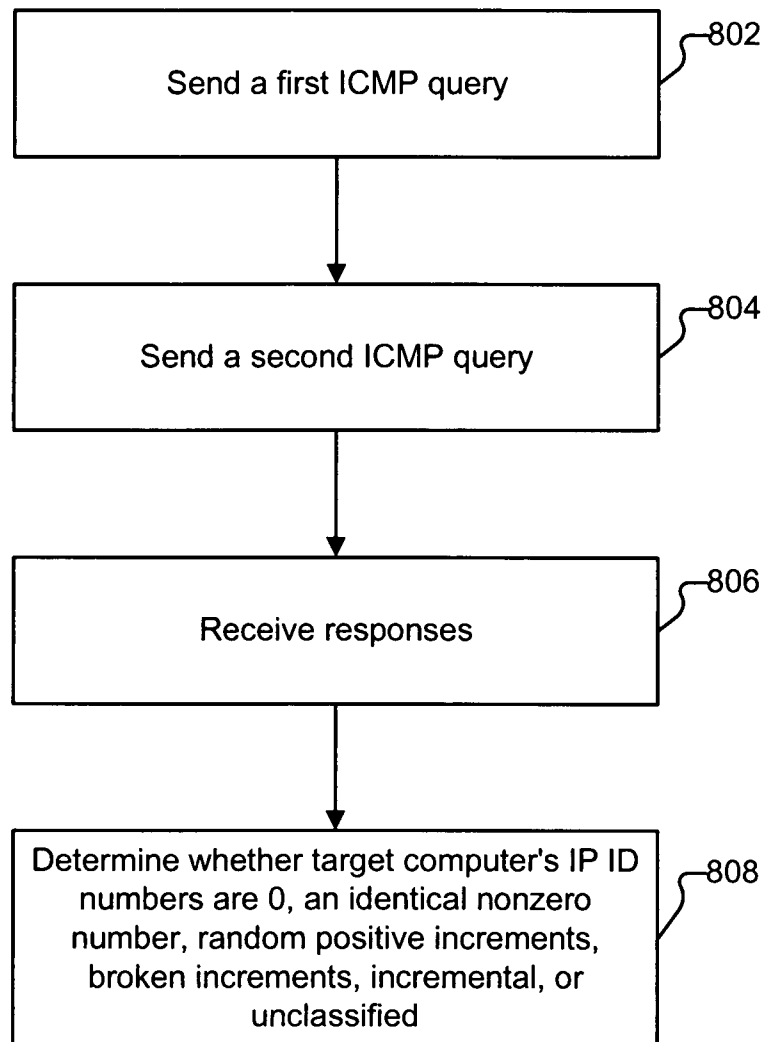 802
Send a first ICMP query
804
Send a second ICMP query
806
Receive responses
808
Determine whether target computer's IP ID
numbers are 0, an identical nonzero
number, random positive increments,
broken increments, incremental, or
unclassified